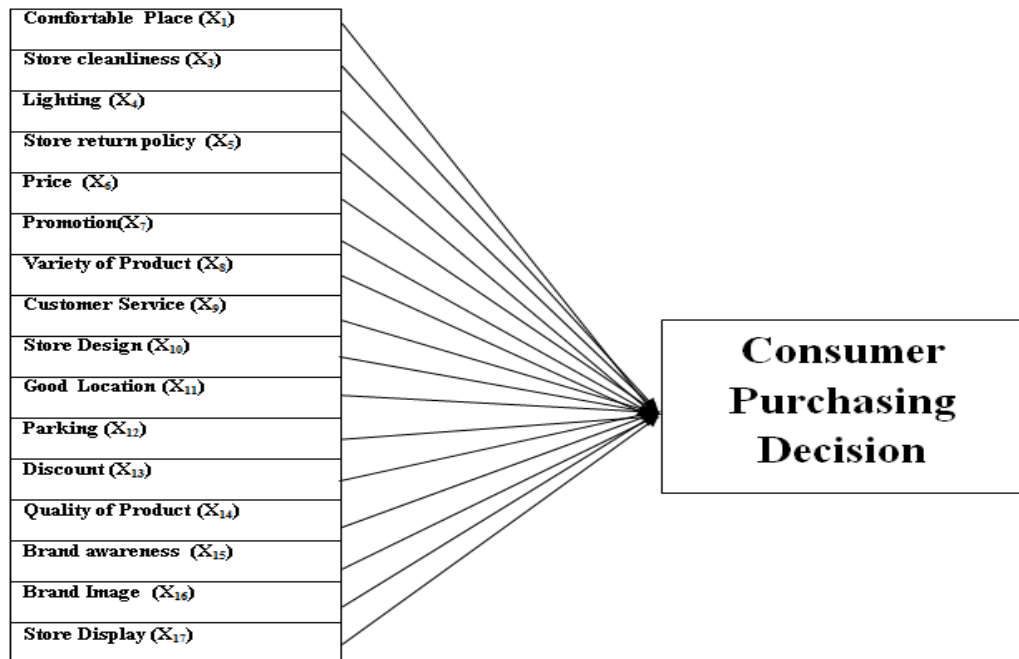 Comfortable Place (X₁)
Store cleanliness (X₃)
Lighting (X₄)
Store return policy (X₅)
Price (X₆)
Promotion(X₇)
Variety of Product (X₈)
Customer Service (X₉)
Store Design (X₁₀)
Good Location (X₁₁)
Parking (X₁₂)
Discount (X₁₃)
Quality of Product (X₁₄)
Brand awareness (X₁₅)
Brand Image (X₁₆)
Store Display (X₁₇)
Consumer
Purchasing
Decision